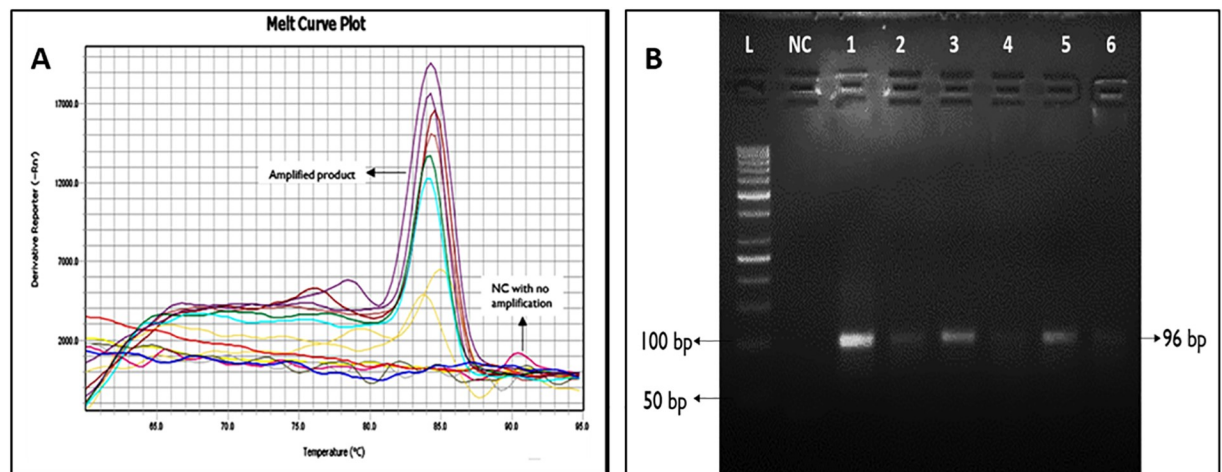 Melt Curve Plot
A
17000.0
12000.0
7000.0
2000.0
Derivative Reporter (-Rn')
Amplified product
NC with no
amplification
65.0 70.0 75.0 80.0 85.0 90.0 95.0
Temperature (°C)
B
L NC 1 2 3 4 5 6
100 bp
96 bp
50 bp